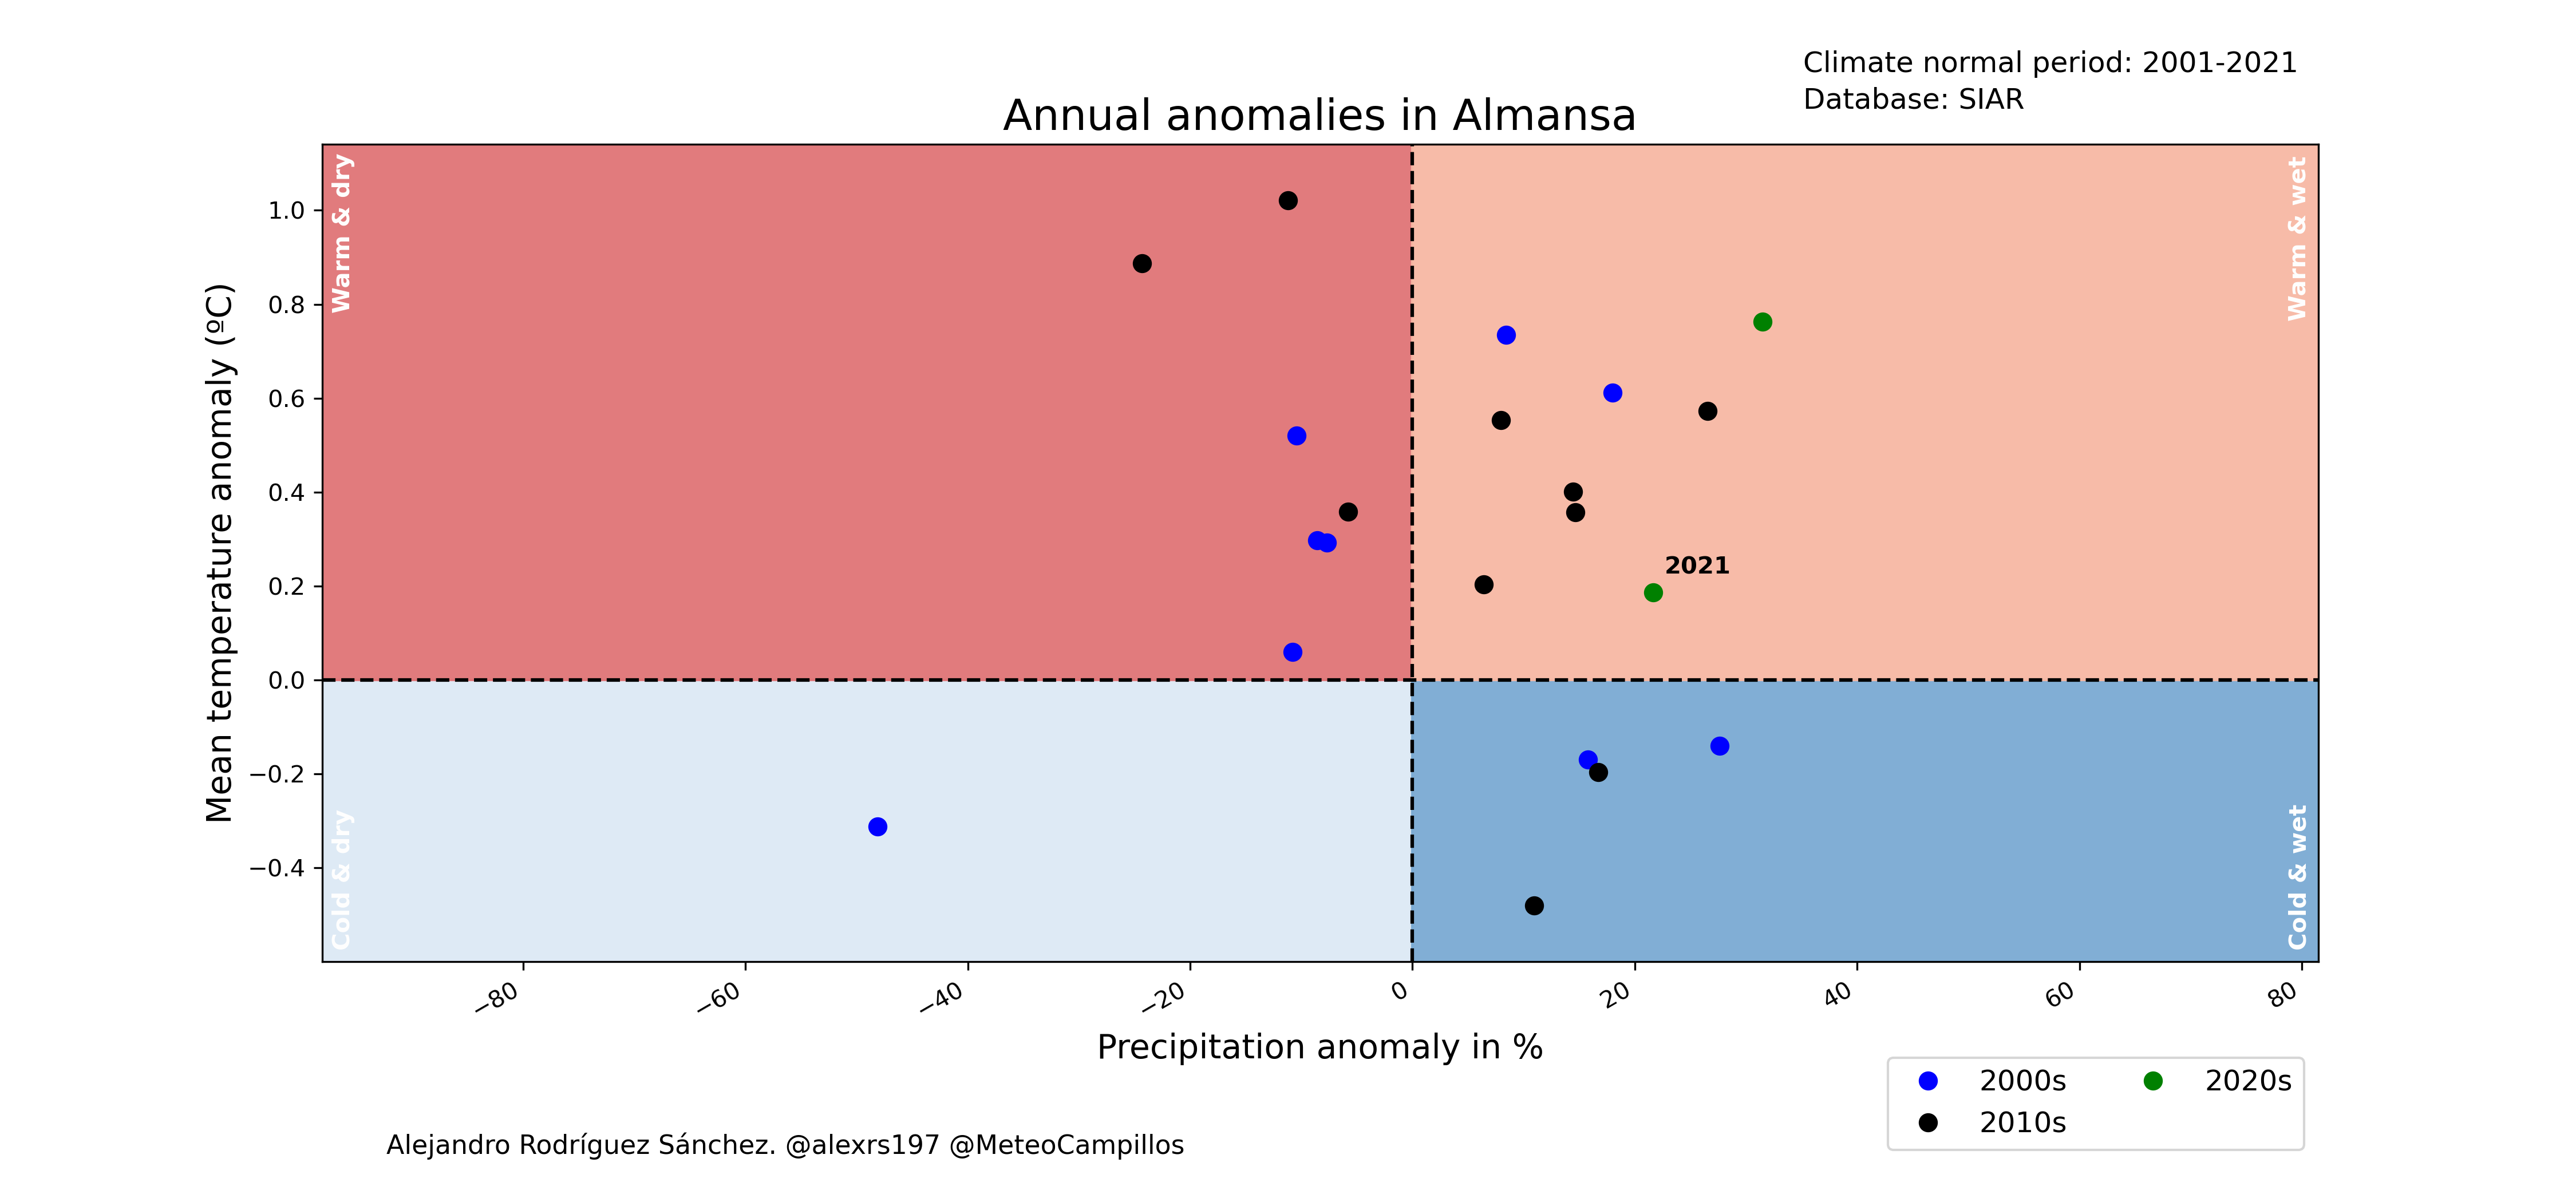 Climate normal period: 2001-2021
Database: SIAR
Annual anomalies in Almansa
Warm & dry
Warm & wet
Mean temperature anomaly (ºC)
1.0
0.8
0.6
0.4
0.2
0.0
−0.2
−0.4
2021
Cold & dry
Cold & wet
−80
−60
−40
−20
0
20
40
60
80
Precipitation anomaly in %
2000s
2010s
2020s
Alejandro Rodríguez Sánchez. @alexrs197 @MeteoCampillos